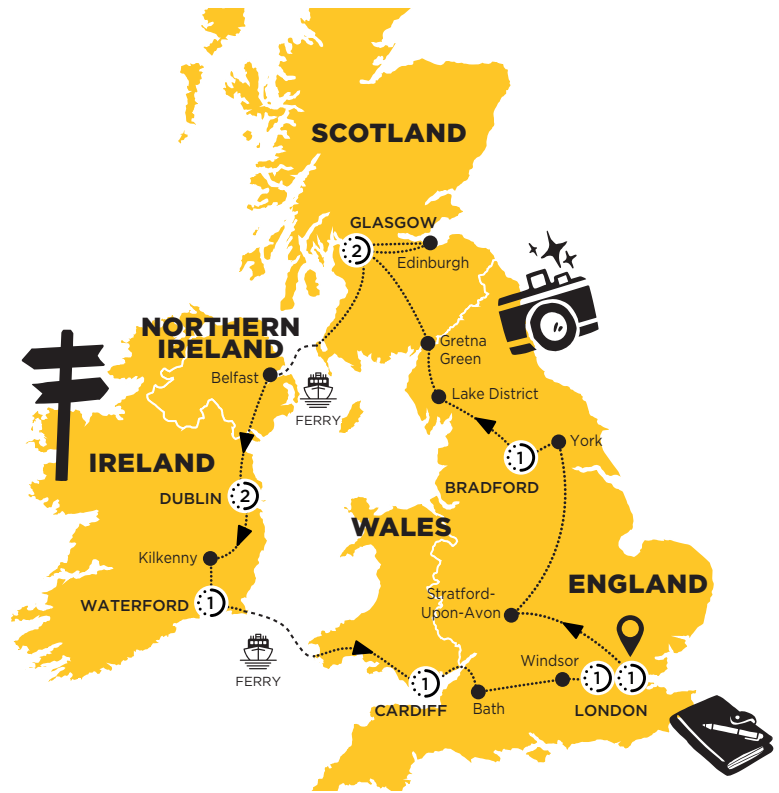 SCOTLAND
GLASGOW
2
Edinburgh
Gretna
Green
NORTHERN
IRELAND
Belfast
FERRY
Lake District
York
1
BRADFORD
IRELAND
DUBLIN
2
WALES
Kilkenny
WATERFORD
1
FERRY
ENGLAND
Stratford-
Upon-Avon
Windsor
1
1
LONDON
1
CARDIFF
Bath